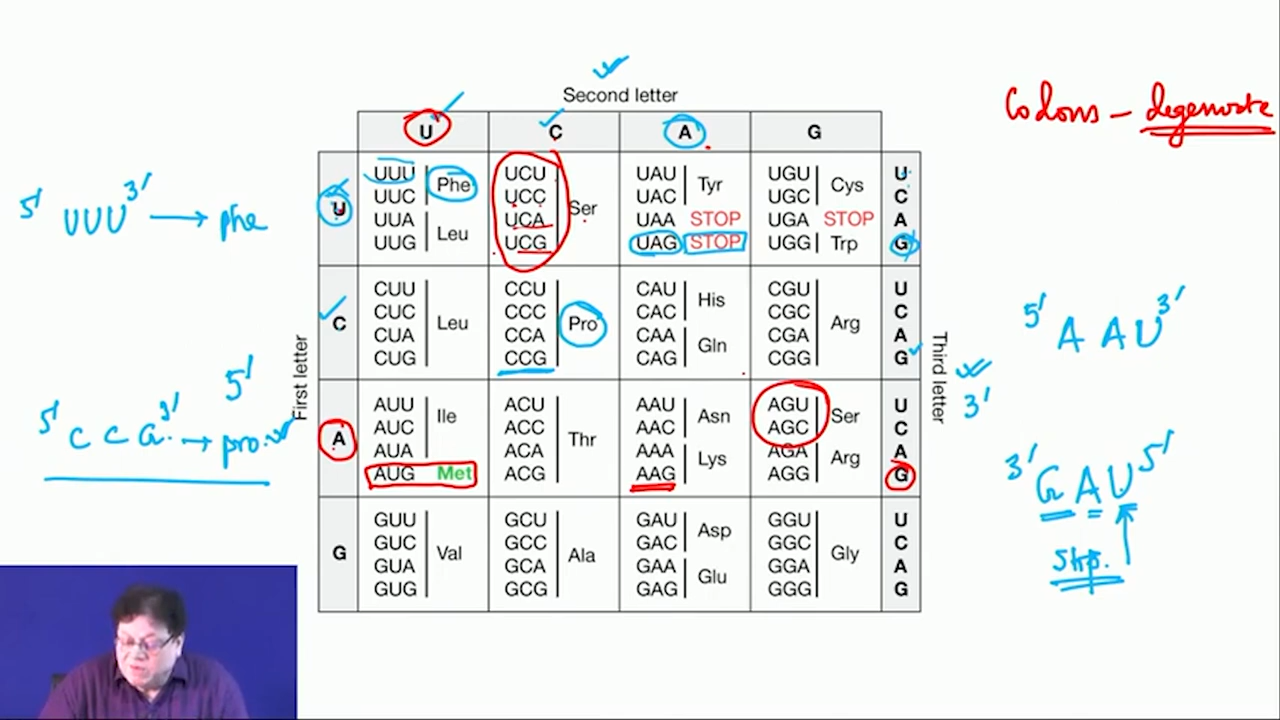 Second letter
Codons – degenerate
U C A G
U
UUU UCU UAU UGU U
Phe Tyr Cys
UUC UCC UAC UGC C
Ser
UUA UCA UAA STOP UGA STOP A
Leu
UUG UCG UAG STOP UGG Trp G
5' UUU 3' → phe
C
CUU CCU CAU CGU U
His
CUC CCC CAC CGC C
Leu Pro Arg
CUA CCA CAA CGA A
Gln
CUG CCG CAG CGG G
5' A A U 3'
First letter
Third letter
3'
5'
5' C C G 3' → pro.
A
AUU ACU AAU AGU U
Ile Asn Ser
AUC ACC AAC AGC C
Thr
AUA ACA AAA AGA A
Lys Arg
AUG Met ACG AAG AGG G
3' G A U 5'
Stp.
G
GUU GCU GAU GGU U
Asp
GUC GCC GAC GGC C
Val Ala Gly
GUA GCA GAA GGA A
Glu
GUG GCG GAG GGG G